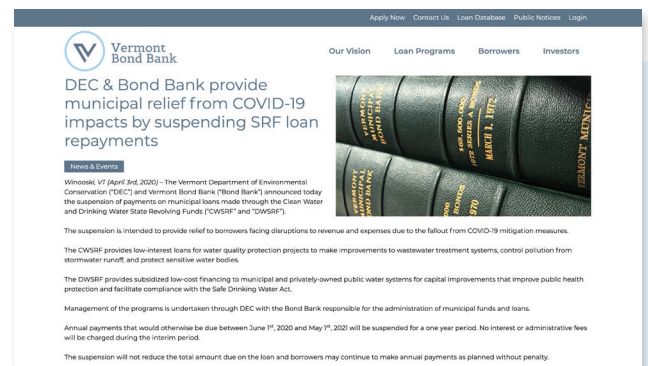 Apply Now Contact Us Loan Database Public Notices Login
Vermont
Bond Bank
Our Vision Loan Programs Borrowers Investors
DEC & Bond Bank provide
municipal relief from COVID-19
impacts by suspending SRF loan
repayments
News & Events
Winooski, VT (April 3rd, 2020) – The Vermont Department of Environmental
Conservation ("DEC") and Vermont Bond Bank ("Bond Bank") announced today
the suspension of payments on municipal loans made through the Clean Water
and Drinking Water State Revolving Funds ("CWSRF" and "DWSRF").
VERMONT
MUNICIPAL
BOND BANK
$63,500,000
1972 SERIES A BONDS
MARCH 1, 1972
VERMONT MUNIC
VERMONT
MUNICIPAL
BOND BANK
BONDS
1970
The suspension is intended to provide relief to borrowers facing disruptions to revenue and expenses due to the fallout from COVID-19 mitigation measures.
The CWSRF provides low-interest loans for water quality protection projects to make improvements to wastewater treatment systems, control pollution from
stormwater runoff, and protect sensitive water bodies.
The DWSRF provides subsidized low-cost financing to municipal and privately-owned public water systems for capital improvements that improve public health
protection and facilitate compliance with the Safe Drinking Water Act.
Management of the programs is undertaken through DEC with the Bond Bank responsible for the administration of municipal funds and loans.
Annual payments that would otherwise be due between June 1st, 2020 and May 1st, 2021 will be suspended for a one year period. No interest or administrative fees
will be charged during the interim period.
The suspension will not reduce the total amount due on the loan and borrowers may continue to make annual payments as planned without penalty.